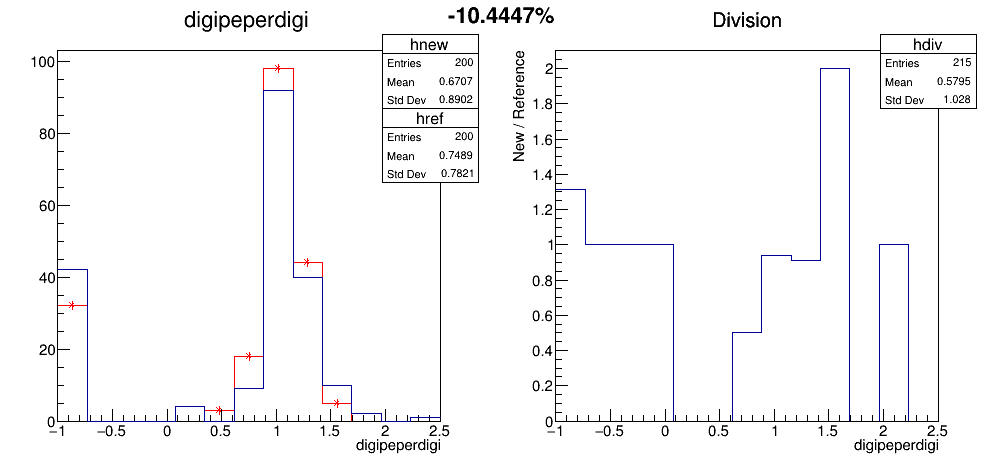 -10.4447%
digipeperdigi
hnew
Entries 200
Mean 0.6707
Std Dev 0.8902
href
Entries 200
Mean 0.7489
Std Dev 0.7821
100
80
60
40
20
0
−1 −0.5 0 0.5 1 1.5 2 2.5
digipeperdigi
Division
hdiv
Entries 215
Mean 0.5795
Std Dev 1.028
New / Reference
2
1.8
1.6
1.4
1.2
1
0.8
0.6
0.4
0.2
0
−1 −0.5 0 0.5 1 1.5 2 2.5
digipeperdigi